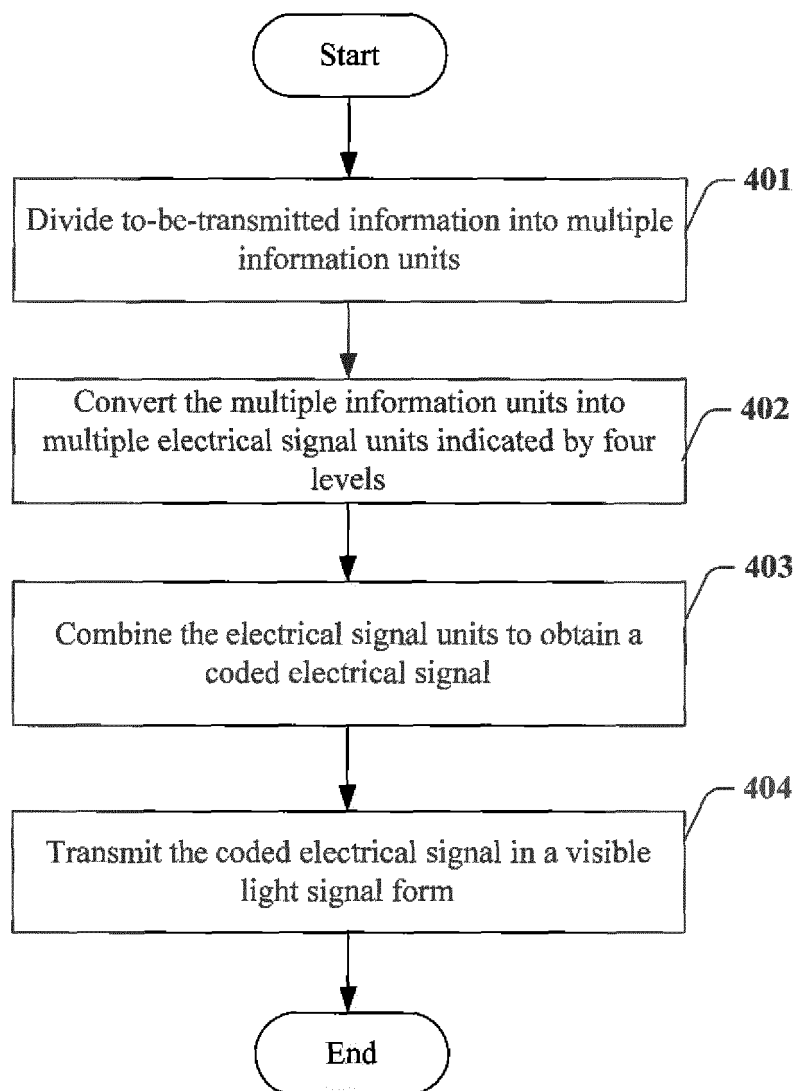 Start
401
Divide to-be-transmitted information into multiple
information units
402
Convert the multiple information units into
multiple electrical signal units indicated by four
levels
403
Combine the electrical signal units to obtain a
coded electrical signal
404
Transmit the coded electrical signal in a visible
light signal form
End